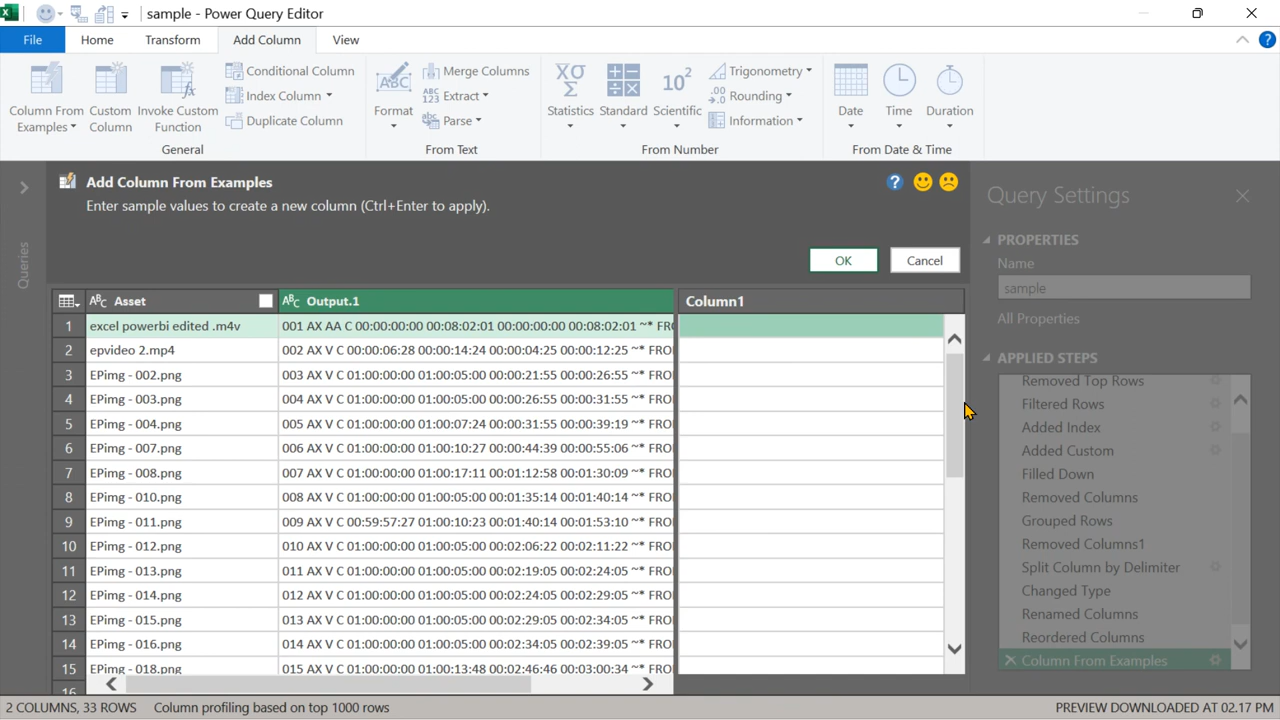 sample - Power Query Editor
File Home Transform Add Column View
Column From Examples
Custom Column
Invoke Custom Function
Conditional Column
Index Column
Duplicate Column
General
Format
Merge Columns
Extract
Parse
From Text
Statistics
Standard
Scientific
Trigonometry
Rounding
Information
From Number
Date
Time
Duration
From Date & Time
Queries
Add Column From Examples
Enter sample values to create a new column (Ctrl+Enter to apply).
OK Cancel
Asset Output.1 Column1
1 excel powerbi edited .m4v 001 AX AA C 00:00:00:00 00:08:02:01 00:00:00:00 00:08:02:01 ~* FR
2 epvideo 2.mp4 002 AX V C 00:00:06:28 00:00:14:24 00:00:04:25 00:00:12:25 ~* FRO
3 EPimg - 002.png 003 AX V C 01:00:00:00 01:00:05:00 00:00:21:55 00:00:26:55 ~* FRO
4 EPimg - 003.png 004 AX V C 01:00:00:00 01:00:05:00 00:00:26:55 00:00:31:55 ~* FRO
5 EPimg - 004.png 005 AX V C 01:00:00:00 01:00:07:24 00:00:31:55 00:00:39:19 ~* FRO
6 EPimg - 007.png 006 AX V C 01:00:00:00 01:00:10:27 00:00:44:39 00:00:55:06 ~* FRO
7 EPimg - 008.png 007 AX V C 01:00:00:00 01:00:17:11 00:01:12:58 00:01:30:09 ~* FRO
8 EPimg - 010.png 008 AX V C 01:00:00:00 01:00:05:00 00:01:35:14 00:01:40:14 ~* FRO
9 EPimg - 011.png 009 AX V C 00:59:57:27 01:00:10:23 00:01:40:14 00:01:53:10 ~* FRO
10 EPimg - 012.png 010 AX V C 01:00:00:00 01:00:05:00 00:02:06:22 00:02:11:22 ~* FRO
11 EPimg - 013.png 011 AX V C 01:00:00:00 01:00:05:00 00:02:19:05 00:02:24:05 ~* FRO
12 EPimg - 014.png 012 AX V C 01:00:00:00 01:00:05:00 00:02:24:05 00:02:29:05 ~* FRO
13 EPimg - 015.png 013 AX V C 01:00:00:00 01:00:05:00 00:02:29:05 00:02:34:05 ~* FRO
14 EPimg - 016.png 014 AX V C 01:00:00:00 01:00:05:00 00:02:34:05 00:02:39:05 ~* FRO
15 EPimg - 018.png 015 AX V C 01:00:00:00 01:00:13:48 00:02:46:46 00:03:00:34 ~* FRO
16
Query Settings
PROPERTIES
Name
sample
All Properties
APPLIED STEPS
Removed Top Rows
Filtered Rows
Added Index
Added Custom
Filled Down
Removed Columns
Grouped Rows
Removed Columns1
Split Column by Delimiter
Changed Type
Renamed Columns
Reordered Columns
Column From Examples
2 COLUMNS, 33 ROWS Column profiling based on top 1000 rows PREVIEW DOWNLOADED AT 02.17 PM